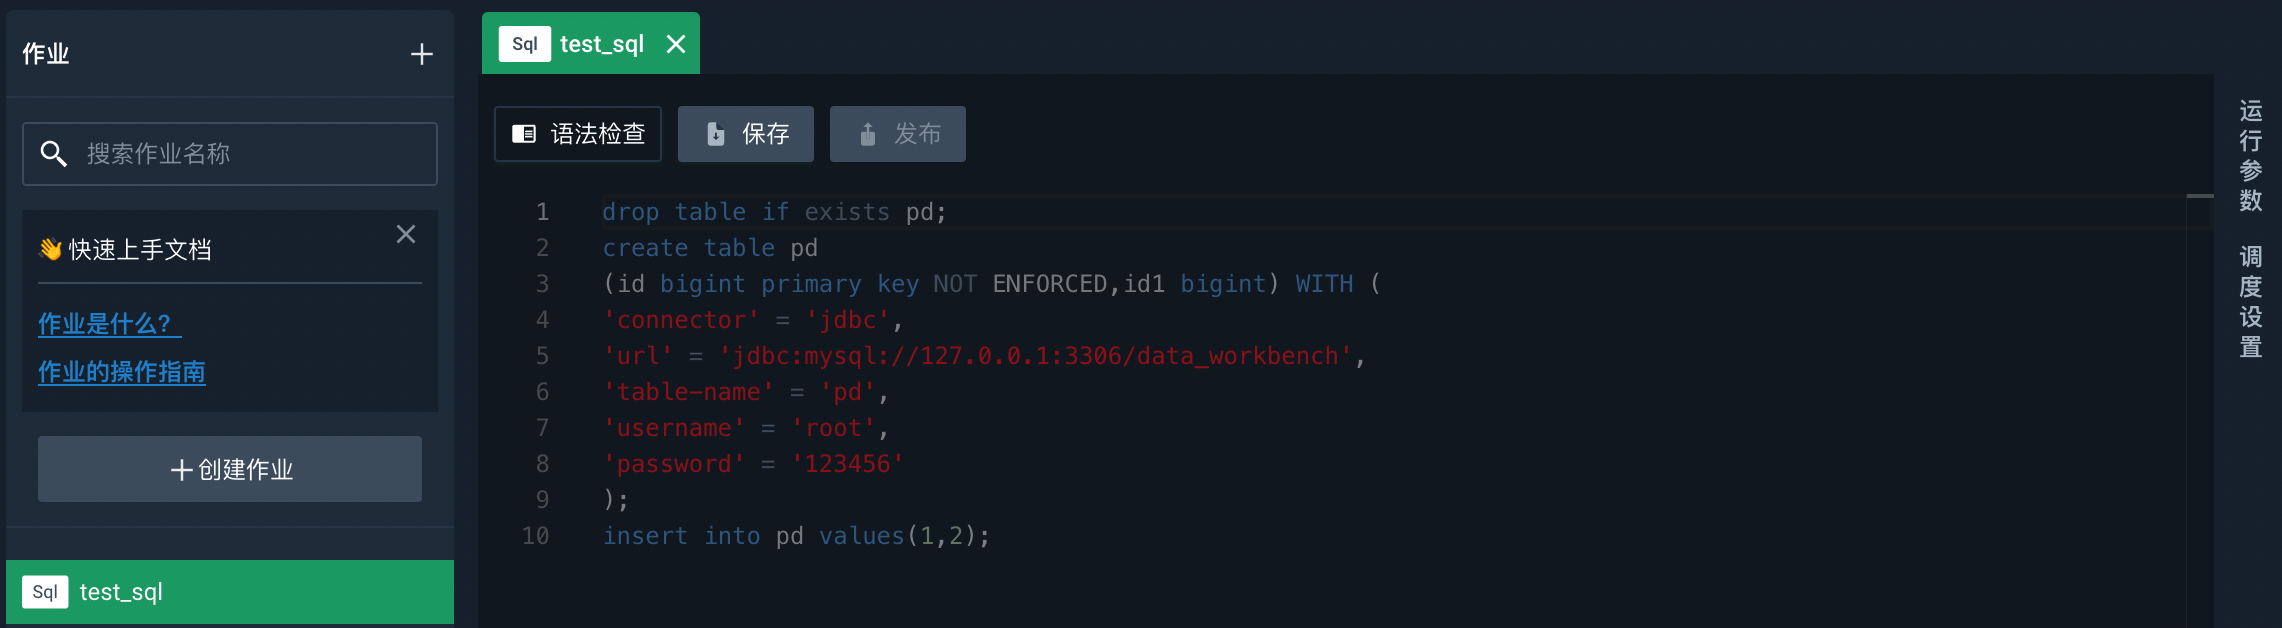 作业
搜索作业名称
👋快速上手文档
作业是什么？
作业的操作指南
创建作业
Sql test_sql
Sql test_sql
语法检查 保存 发布
1 drop table if exists pd;
2 create table pd
3 (id bigint primary key NOT ENFORCED,id1 bigint) WITH (
4 'connector' = 'jdbc',
5 'url' = 'jdbc:mysql://127.0.0.1:3306/data_workbench',
6 'table-name' = 'pd',
7 'username' = 'root',
8 'password' = '123456'
9 );
10 insert into pd values(1,2);
运行参数
调度设置